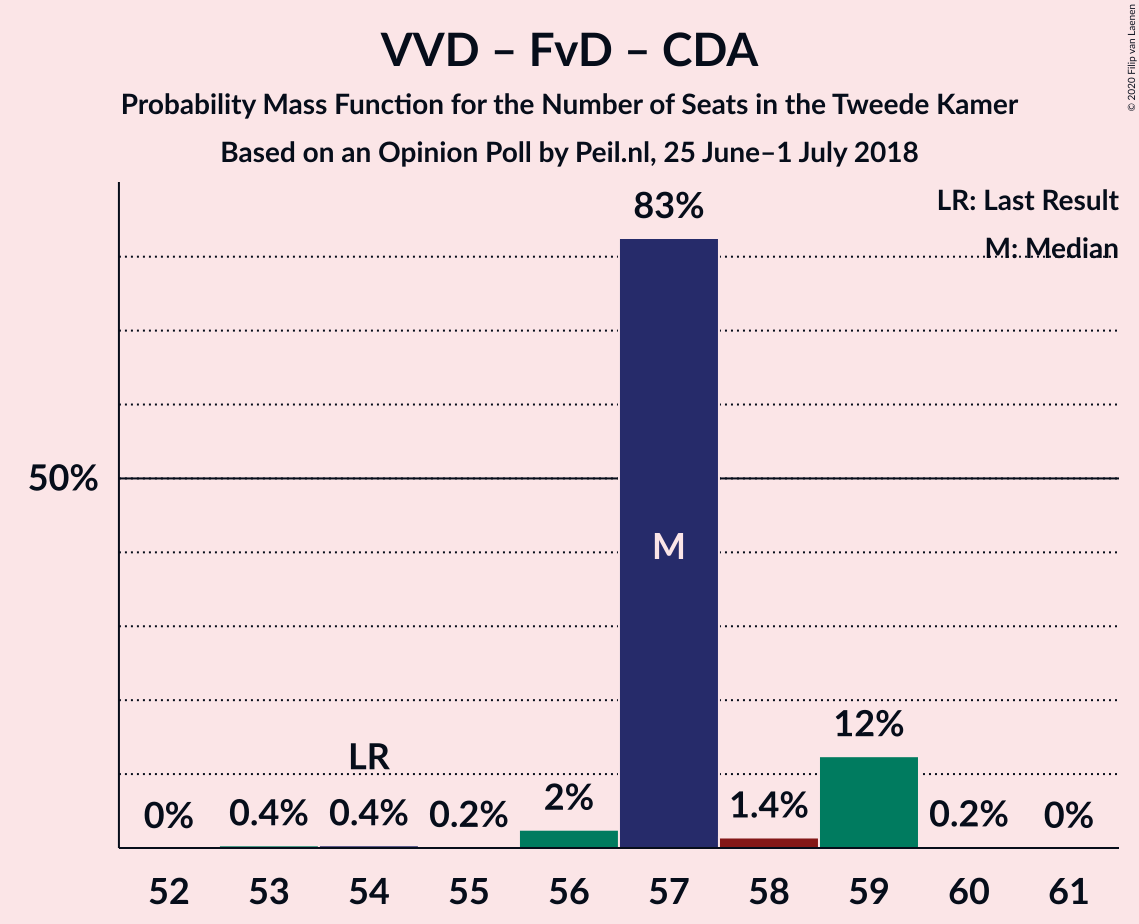 VVD – FvD – CDA
Probability Mass Function for the Number of Seats in the Tweede Kamer
Based on an Opinion Poll by Peil.nl, 25 June–1 July 2018
© 2020 Filip van Laenen
LR: Last Result
M: Median
83%
50%
M
12%
LR
0% 0.4% 0.4% 0.2% 2% 1.4% 0.2% 0%
52 53 54 55 56 57 58 59 60 61